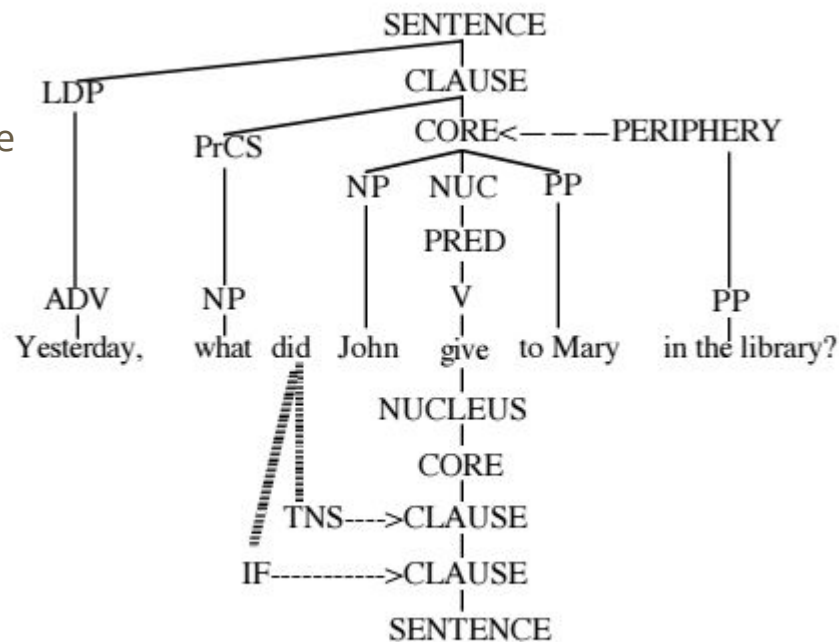 SENTENCE
LDP CLAUSE
e
PrCS CORE<- - - -PERIPHERY
NP NUC PP
PRED
ADV NP V PP
Yesterday, what did John give to Mary in the library?
NUCLEUS
CORE
TNS---->CLAUSE
IF----------->CLAUSE
SENTENCE